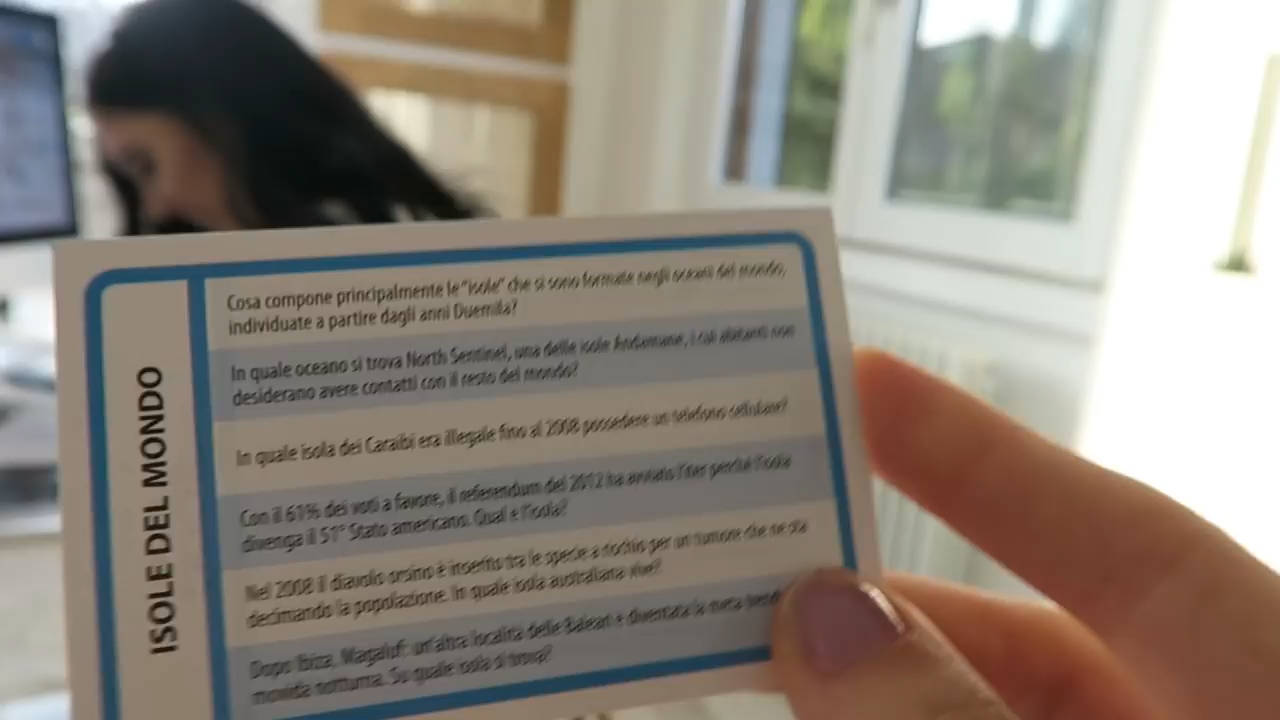 ISOLE DEL MONDO
Cosa compone principalmente le "isole" che si sono formate negli oceani del mondo,
individuate a partire dagli anni Duemila?
In quale oceano si trova North Sentinel, una delle isole Andamane, i cui abitanti non
desiderano avere contatti con il resto del mondo?
In quale isola dei Caraibi era illegale fino al 2008 possedere un telefono cellulare?
Con il 61% dei voti a favore, il referendum del 2012 ha avviato l'iter perché l'isola
divenga il 51° Stato americano. Qual è l'isola?
Nel 2008 il diavolo orsino è inserito tra le specie a rischio per un tumore che ne sta
decimando la popolazione. In quale isola australiana vive?
Dopo Ibiza, Magaluf: un'altra località delle Baleari è diventata la meta
movida notturna. Su quale isola si trova?